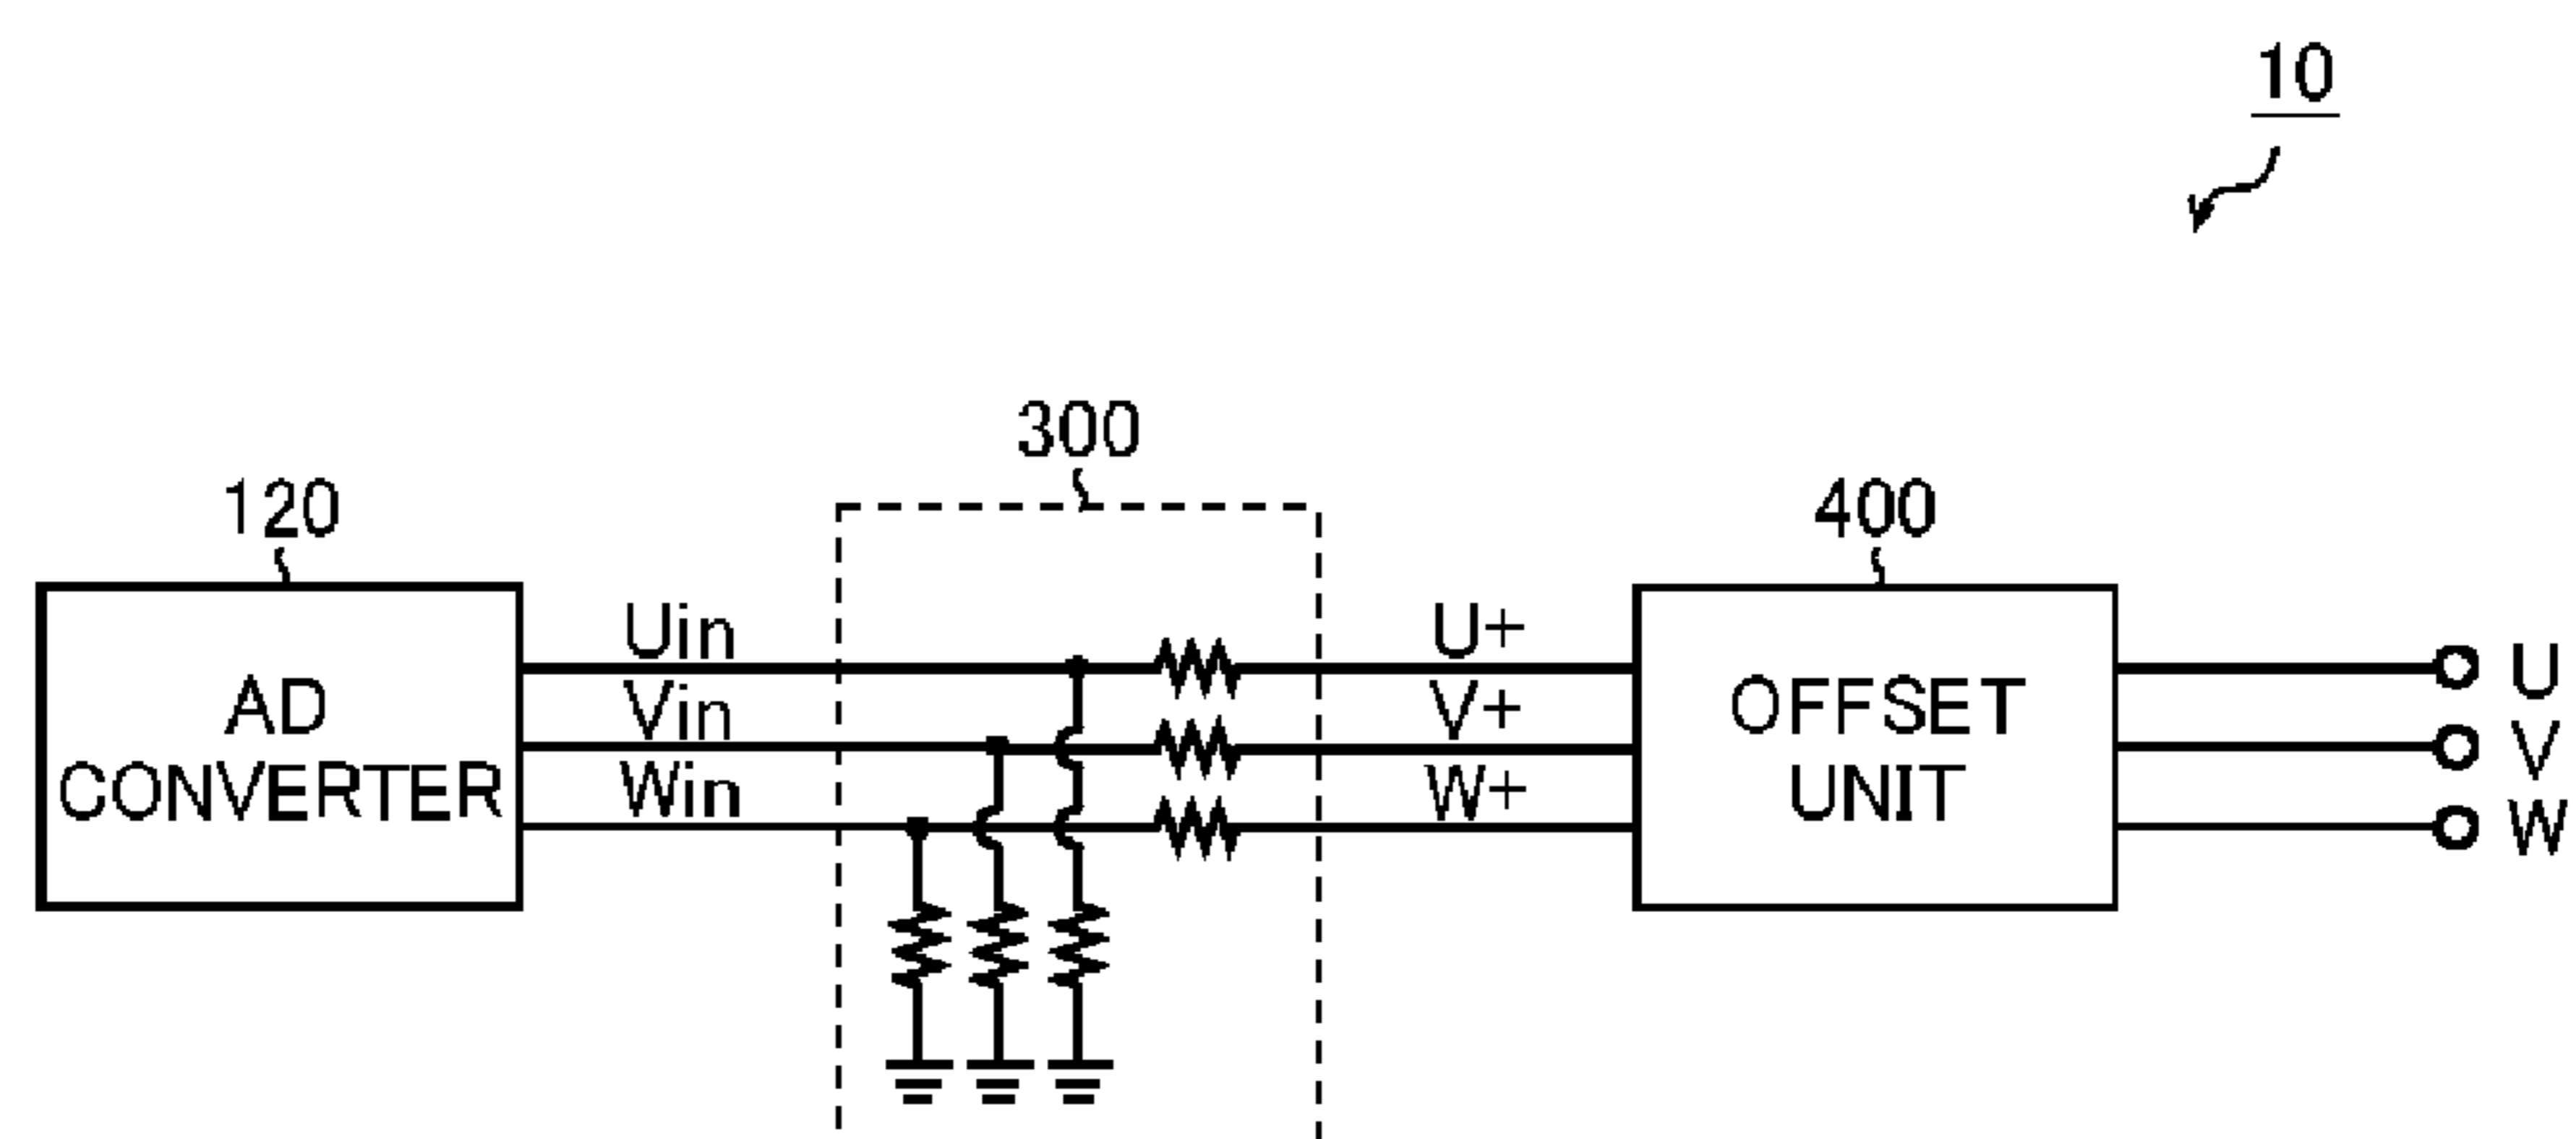 10
300
120
400
Uin
U+
U
AD
CONVERTER
Vin
V+
OFFSET
UNIT
V
Win
W+
W